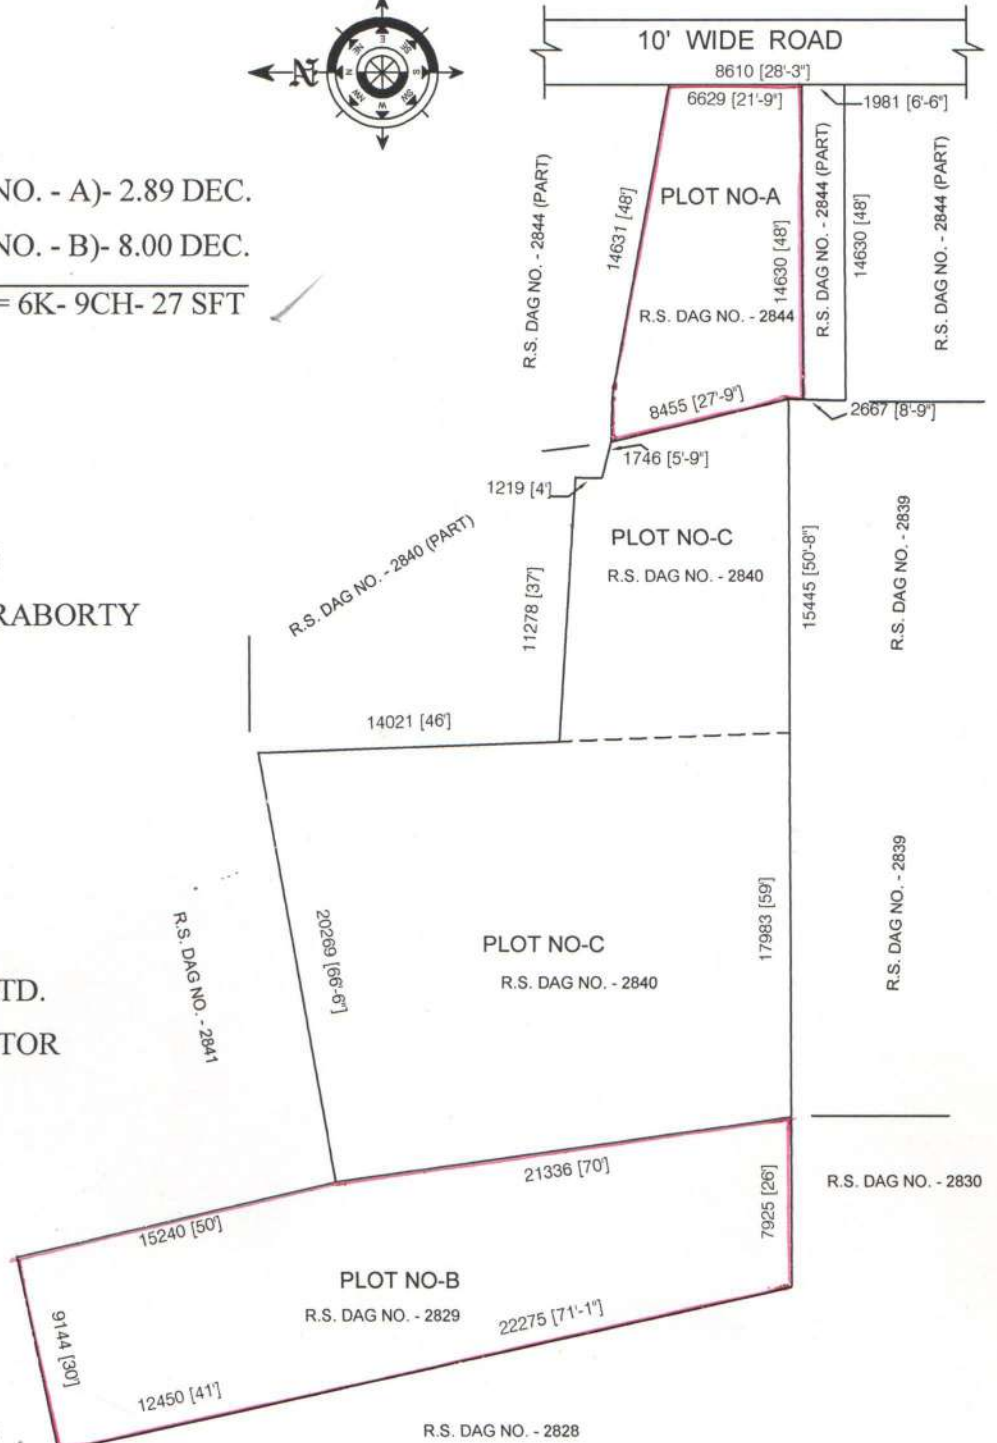 N
E
SE
S
SW
W
NW
N
NE
10' WIDE ROAD
8610 [28'-3"]
6629 [21'-9"]
1981 [6'-6"]
NO. - A)- 2.89 DEC.
NO. - B)- 8.00 DEC.
= 6K- 9CH- 27 SFT
R.S. DAG NO. - 2844 (PART)
14631 [48']
PLOT NO-A
14630 [48']
R.S. DAG NO. - 2844
R.S. DAG NO. - 2844 (PART)
14630 [48']
R.S. DAG NO. - 2844 (PART)
8455 [27'-9"]
2667 [8'-9"]
1746 [5'-9"]
1219 [4']
R.S. DAG NO. - 2840 (PART)
11278 [37']
PLOT NO-C
R.S. DAG NO. - 2840
15445 [50'-8"]
R.S. DAG NO. - 2839
RABORTY
14021 [46']
20269 [66'-6"]
R.S. DAG NO. - 2841
PLOT NO-C
R.S. DAG NO. - 2840
17983 [59']
R.S. DAG NO. - 2839
TD.
TOR
21336 [70']
15240 [50']
7925 [26']
R.S. DAG NO. - 2830
PLOT NO-B
R.S. DAG NO. - 2829
22275 [71'-1"]
9144 [30']
12450 [41']
R.S. DAG NO. - 2828